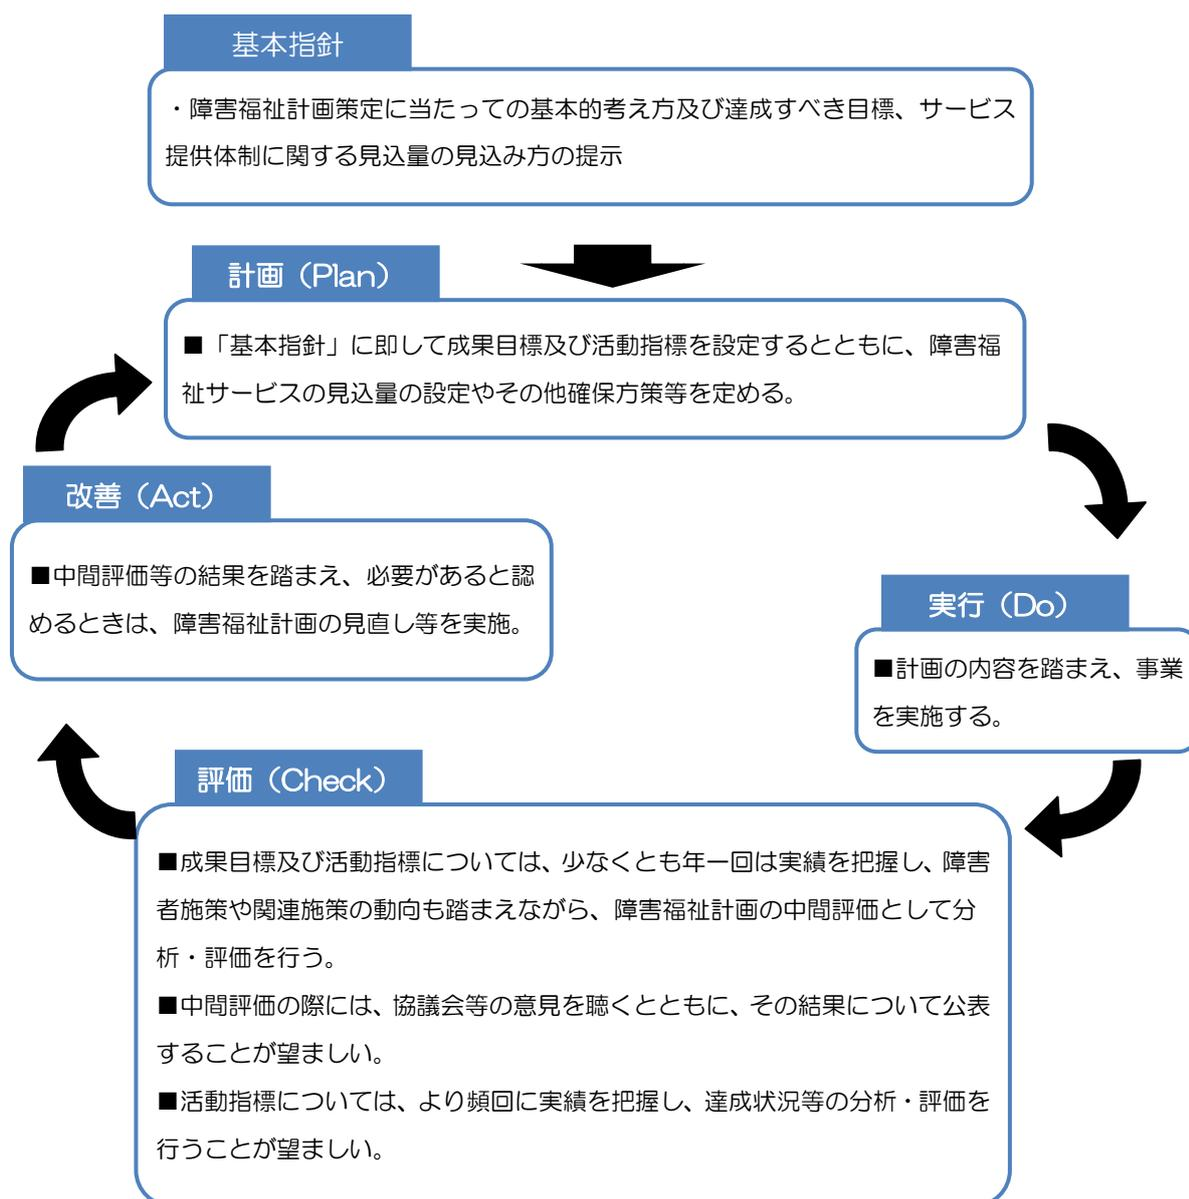 基本指針
・障害福祉計画策定に当たっての基本的考え方及び達成すべき目標、サービス
提供体制に関する見込量の見込み方の提示
計画（Plan）
■「基本指針」に即して成果目標及び活動指標を設定するとともに、障害福
祉サービスの見込量の設定やその他確保方策等を定める。
改善（Act）
■中間評価等の結果を踏まえ、必要があると認
めるときは、障害福祉計画の見直し等を実施。
実行（Do）
■計画の内容を踏まえ、事業
を実施する。
評価（Check）
■成果目標及び活動指標については、少なくとも年一回は実績を把握し、障害
者施策や関連施策の動向も踏まえながら、障害福祉計画の中間評価として分
析・評価を行う。
■中間評価の際には、協議会等の意見を聴くとともに、その結果について公表
することが望ましい。
■活動指標については、より頻回に実績を把握し、達成状況等の分析・評価を
行うことが望ましい。